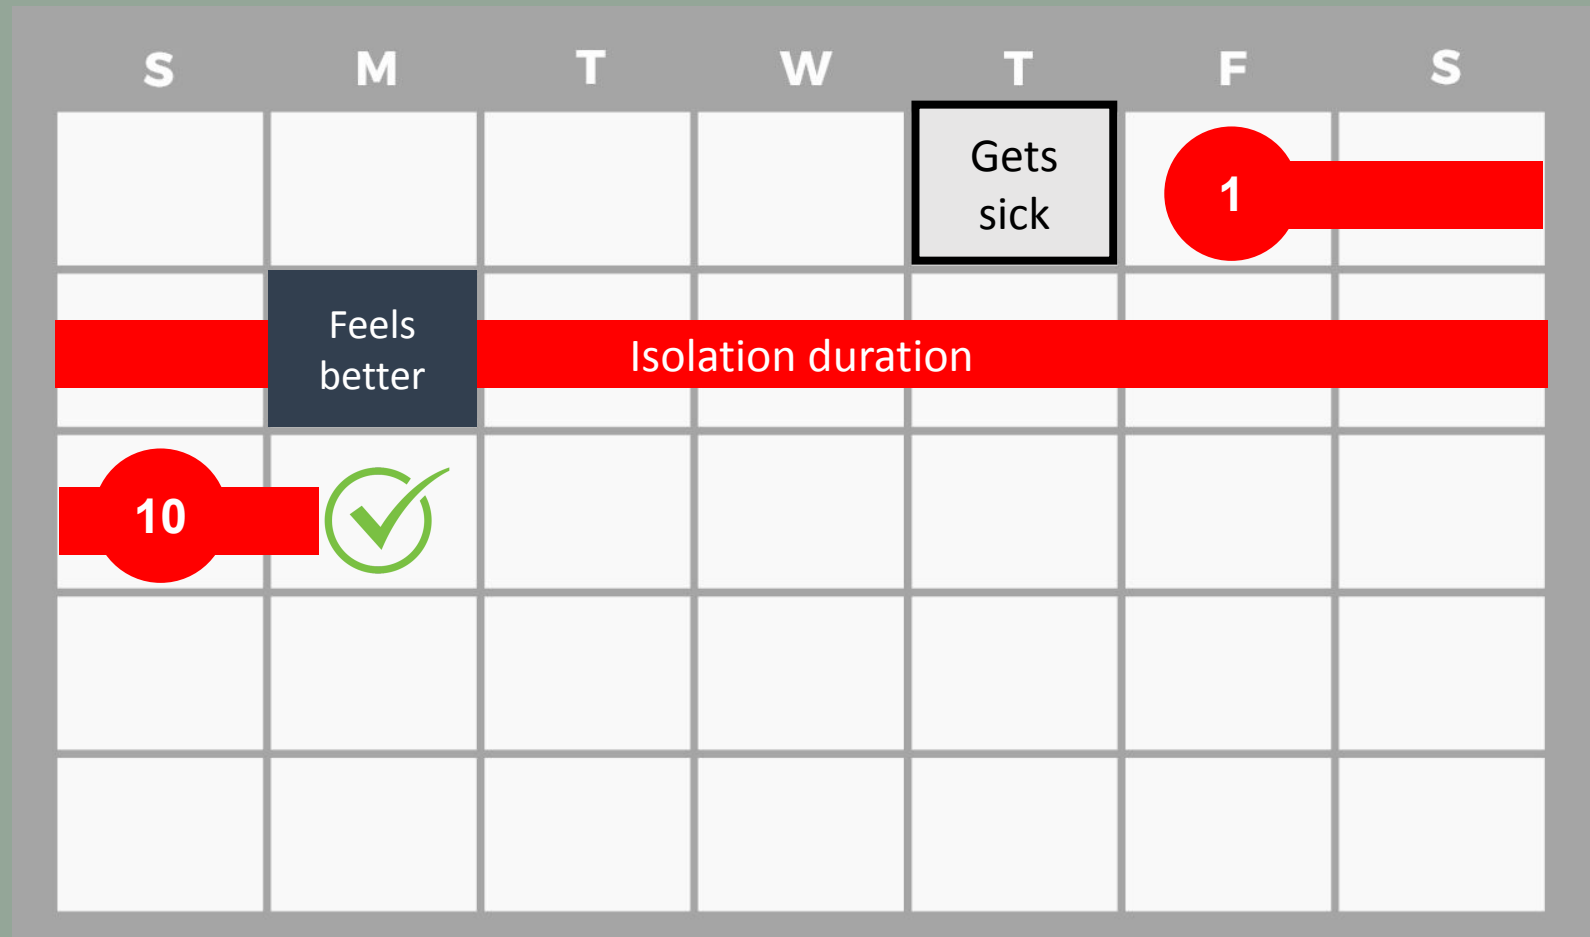 S M T W T F S
Gets
sick
1
Feels
better
Isolation duration
10